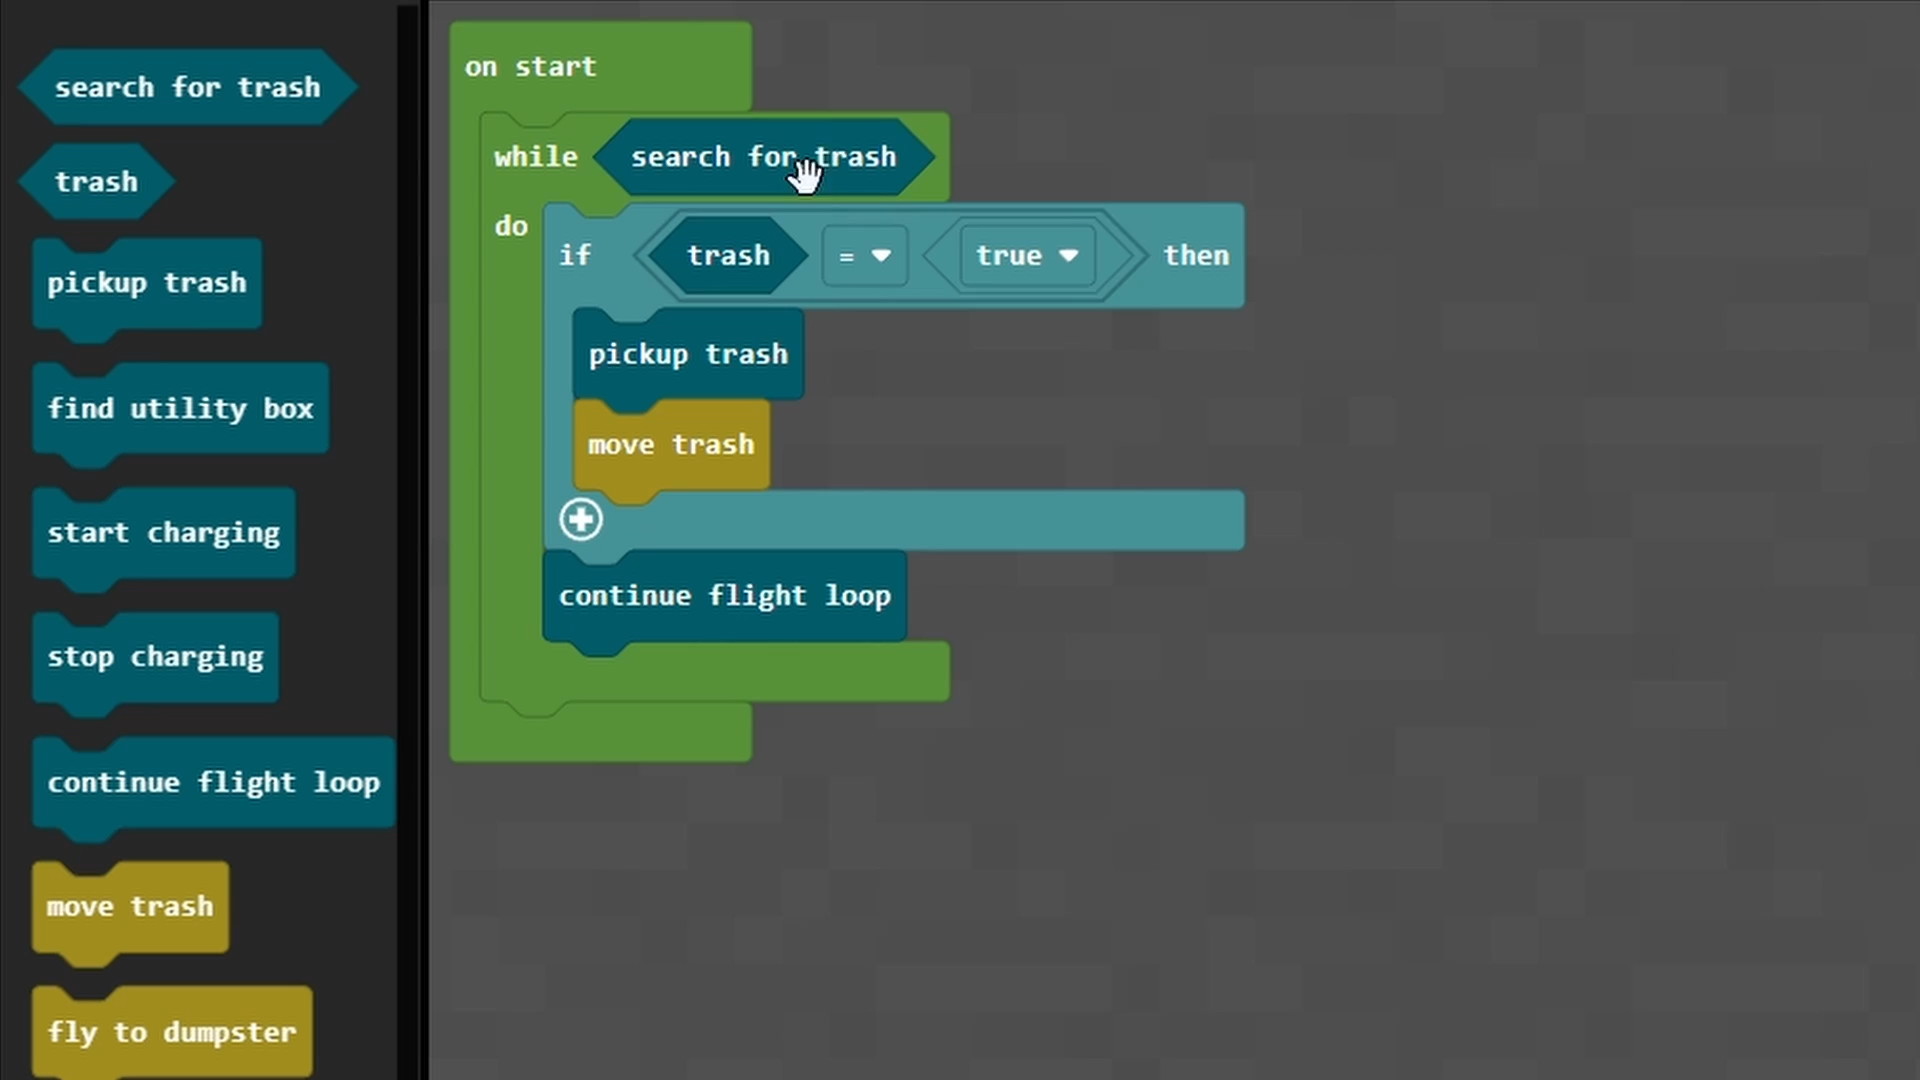 search for trash
trash
pickup trash
find utility box
start charging
stop charging
continue flight loop
move trash
fly to dumpster
on start
while search for trash
do
if trash = true then
pickup trash
move trash
continue flight loop